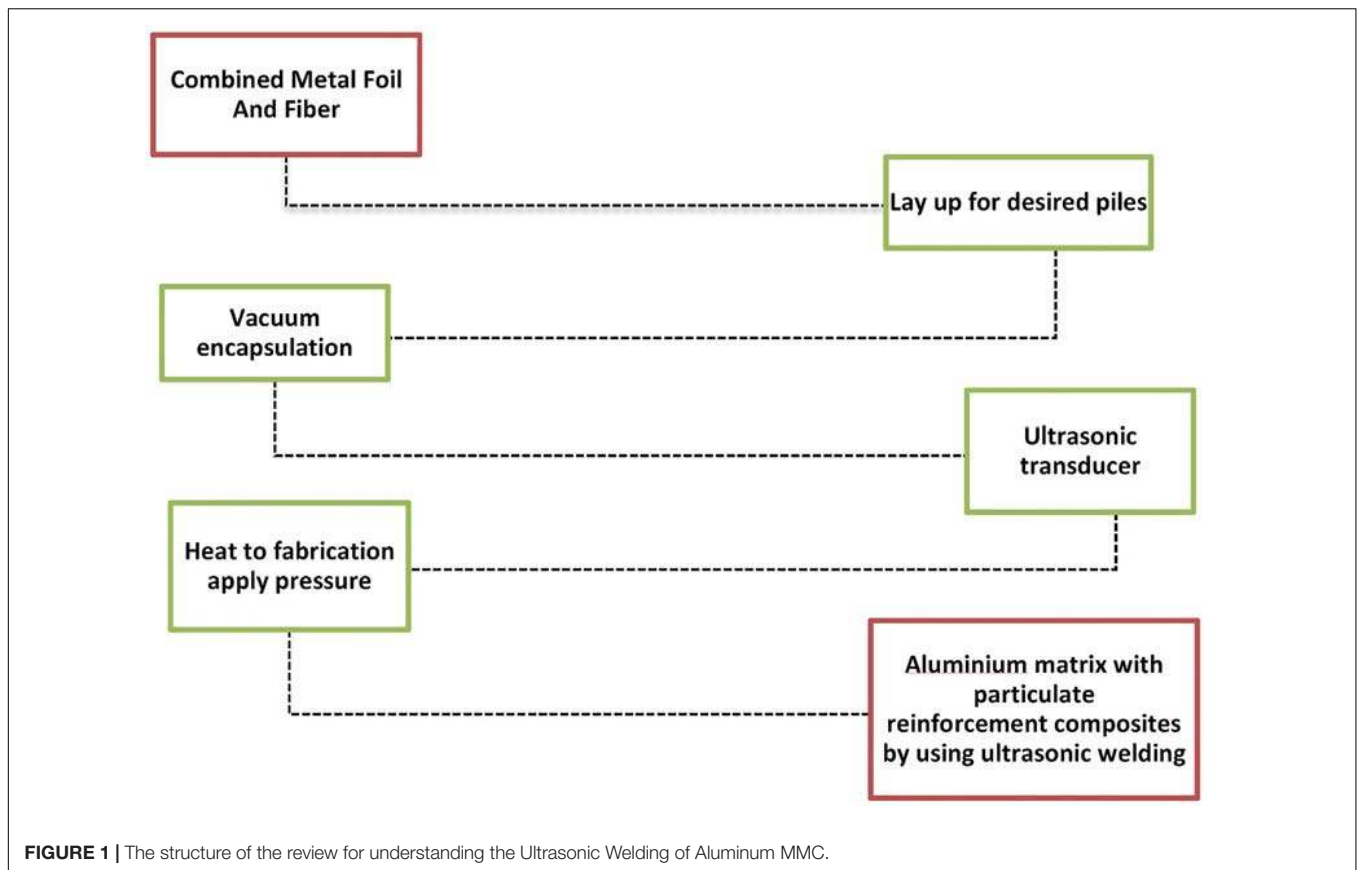 Combined Metal Foil
And Fiber
Lay up for desired piles
Vacuum
encapsulation
Ultrasonic
transducer
Heat to fabrication
apply pressure
Aluminium matrix with
particulate
reinforcement composites
by using ultrasonic welding
FIGURE 1 | The structure of the review for understanding the Ultrasonic Welding of Aluminum MMC.